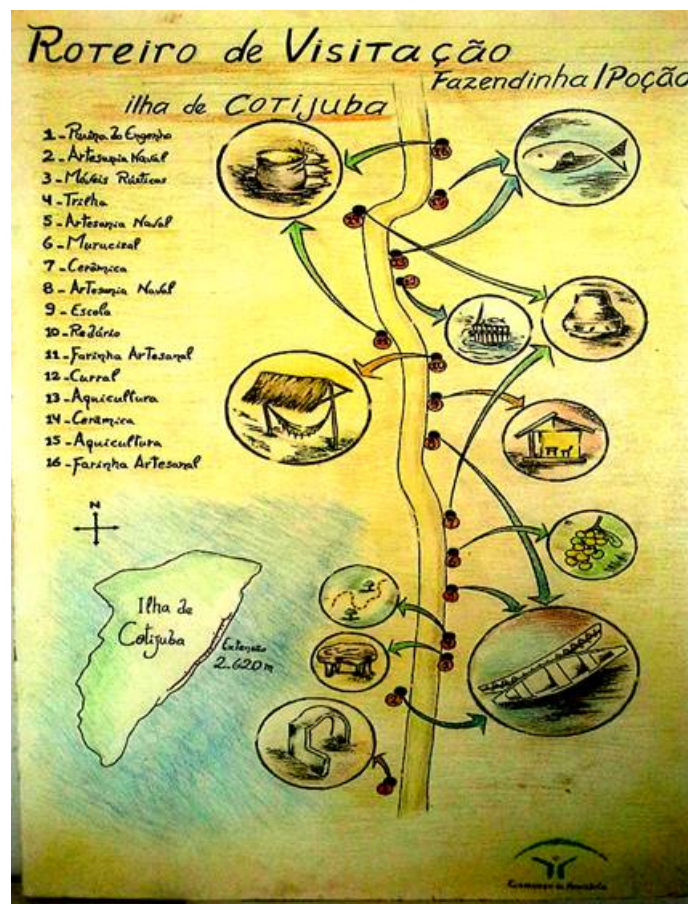 Roteiro de Visitação
Fazendinha/Poção
ilha de Cotijuba
1 - Ruína do Engenho
2 - Artesania Naval
3 - Móveis Rústicos
4 - Trilha
5 - Artesania Naval
6 - Murucizal
7 - Cerâmica
8 - Artesania Naval
9 - Escola
10 - Redário
11 - Farinha Artesanal
12 - Curral
13 - Aquicultura
14 - Cerâmica
15 - Aquicultura
16 - Farinha Artesanal
N
Ilha de
Cotijuba
Extensão
2.620m